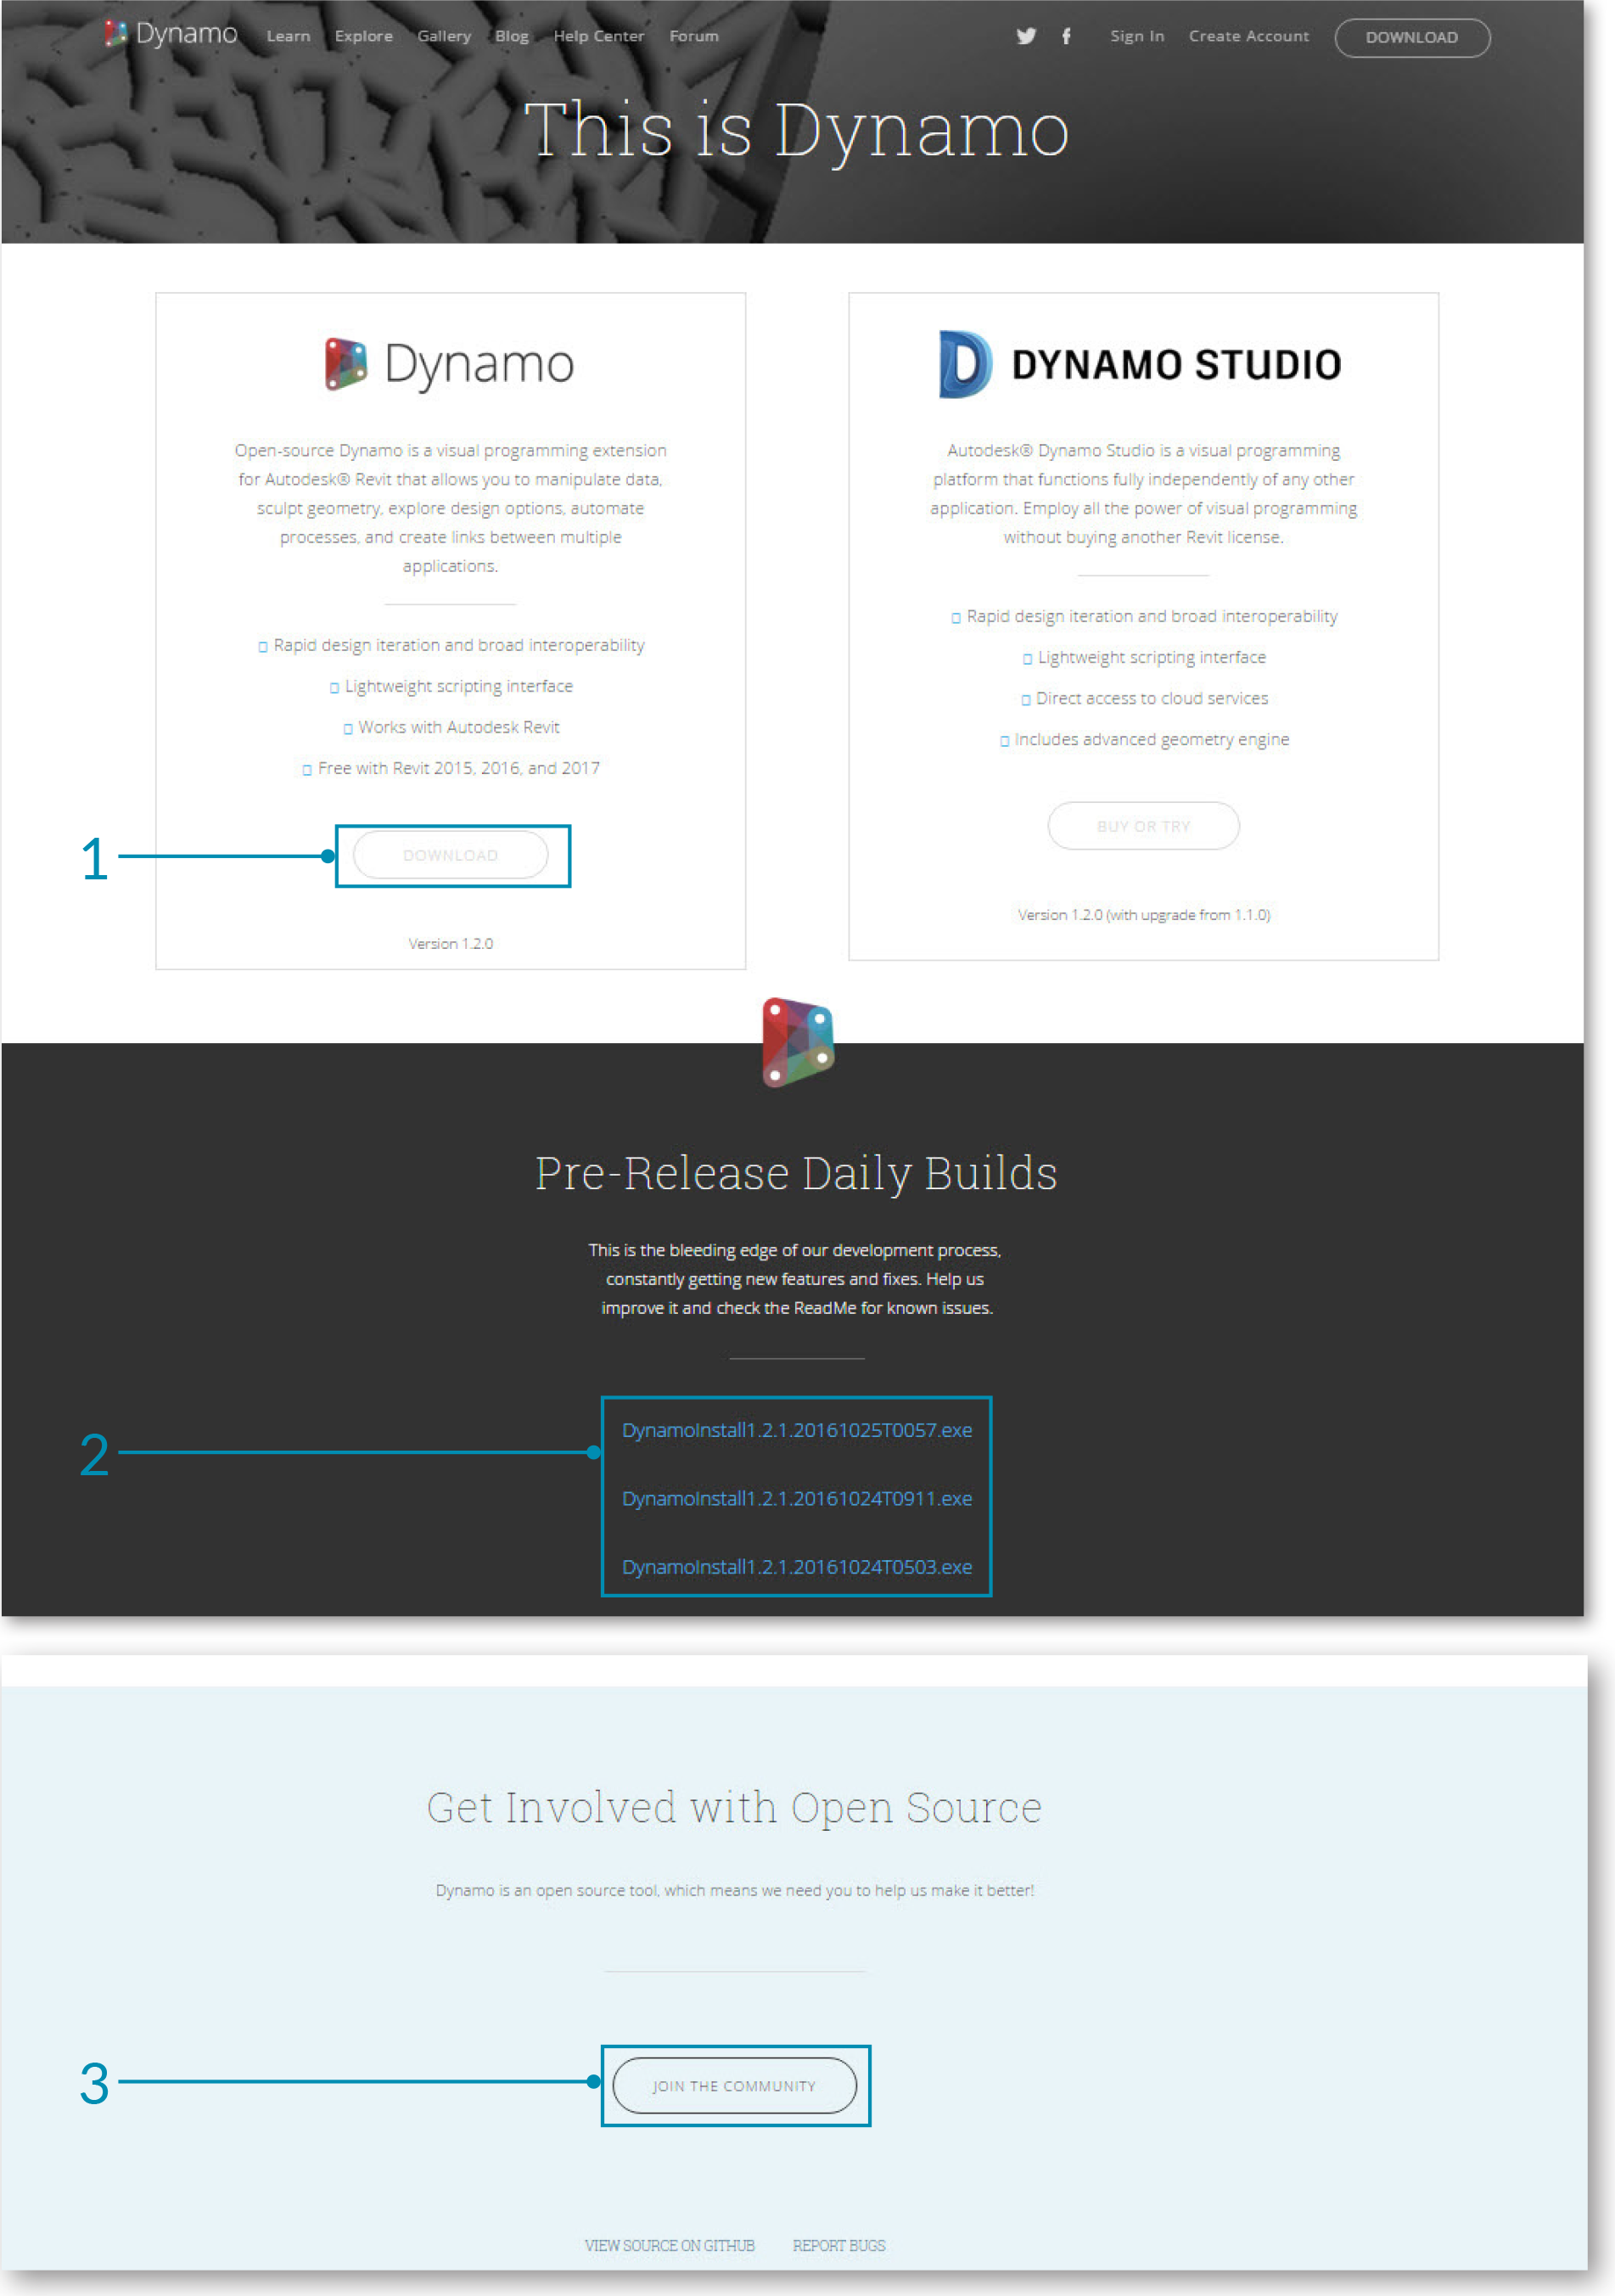 Dynamo Learn Explore Gallery Blog Help Center Forum Sign In Create Account DOWNLOAD
This is Dynamo
Dynamo
Open-source Dynamo is a visual programming extension
for Autodesk® Revit that allows you to manipulate data,
sculpt geometry, explore design options, automate
processes, and create links between multiple
applications.
Rapid design iteration and broad interoperability
Lightweight scripting interface
Works with Autodesk Revit
Free with Revit 2015, 2016, and 2017
1
DOWNLOAD
Version 1.2.0
DYNAMO STUDIO
Autodesk® Dynamo Studio is a visual programming
platform that functions fully independently of any other
application. Employ all the power of visual programming
without buying another Revit license.
Rapid design iteration and broad interoperability
Lightweight scripting interface
Direct access to cloud services
Includes advanced geometry engine
BUY OR TRY
Version 1.2.0 (with upgrade from 1.1.0)
Pre-Release Daily Builds
This is the bleeding edge of our development process,
constantly getting new features and fixes. Help us
improve it and check the ReadMe for known issues.
2
DynamoInstall1.2.1.20161025T0057.exe
DynamoInstall1.2.1.20161024T0911.exe
DynamoInstall1.2.1.20161024T0503.exe
Get Involved with Open Source
Dynamo is an open source tool, which means we need you to help us make it better!
3
JOIN THE COMMUNITY
VIEW SOURCE ON GITHUB REPORT BUGS